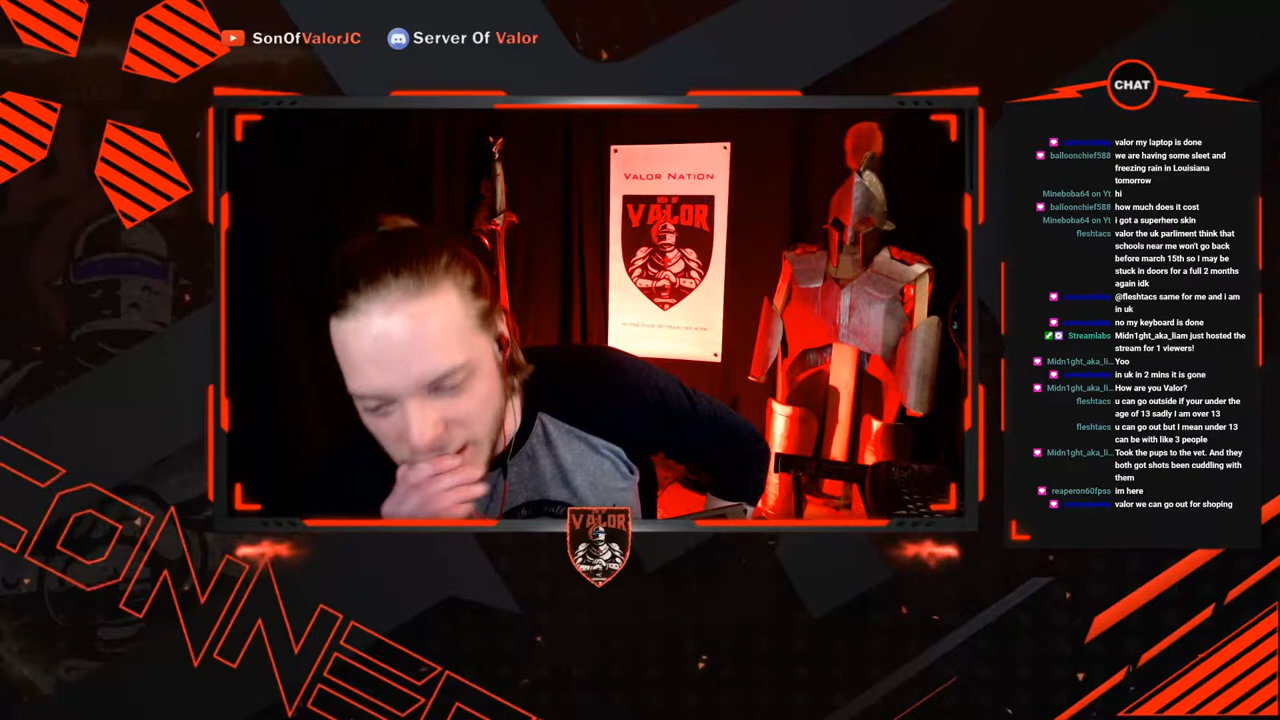 SonOfValorJC
Server Of Valor
CHAT
valor my laptop is done
balloonchief588 we are having some sleet and
freezing rain in Louisiana
tomorrow
Mineboba64 on Yt hi
balloonchief588 how much does it cost
Mineboba64 on Yt i got a superhero skin
fleshtacs valor the uk parliment think that
schools near me won't go back
before march 15th so I may be
stuck in doors for a full 2 months
again idk
@fleshtacs same for me and i am
in uk
no my keyboard is done
Streamlabs Midn1ght_aka_liam just hosted the
stream for 1 viewers!
Midn1ght_aka_li... Yoo
in uk in 2 mins it is gone
Midn1ght_aka_li... How are you Valor?
fleshtacs u can go outside if your under the
age of 13 sadly I am over 13
fleshtacs u can go out but I mean under 13
can be with like 3 people
Midn1ght_aka_li... Took the pups to the vet. And they
both got shots been cuddling with
them
reaperon60fpss im here
valor we can go out for shoping
VALOR NATION
SON OF
VALOR
VALOR
CONNEC